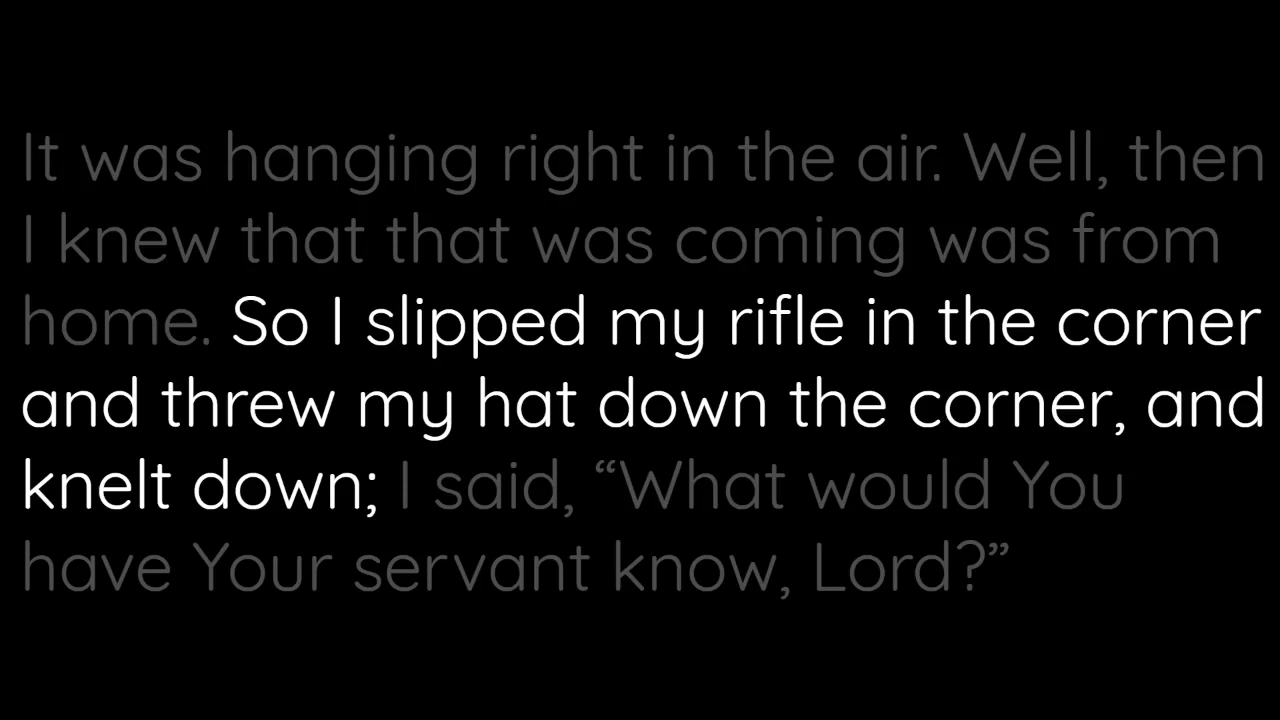 It was hanging right in the air. Well, then
I knew that that was coming was from
home. So I slipped my rifle in the corner
and threw my hat down the corner, and
knelt down; I said, “What would You
have Your servant know, Lord?”